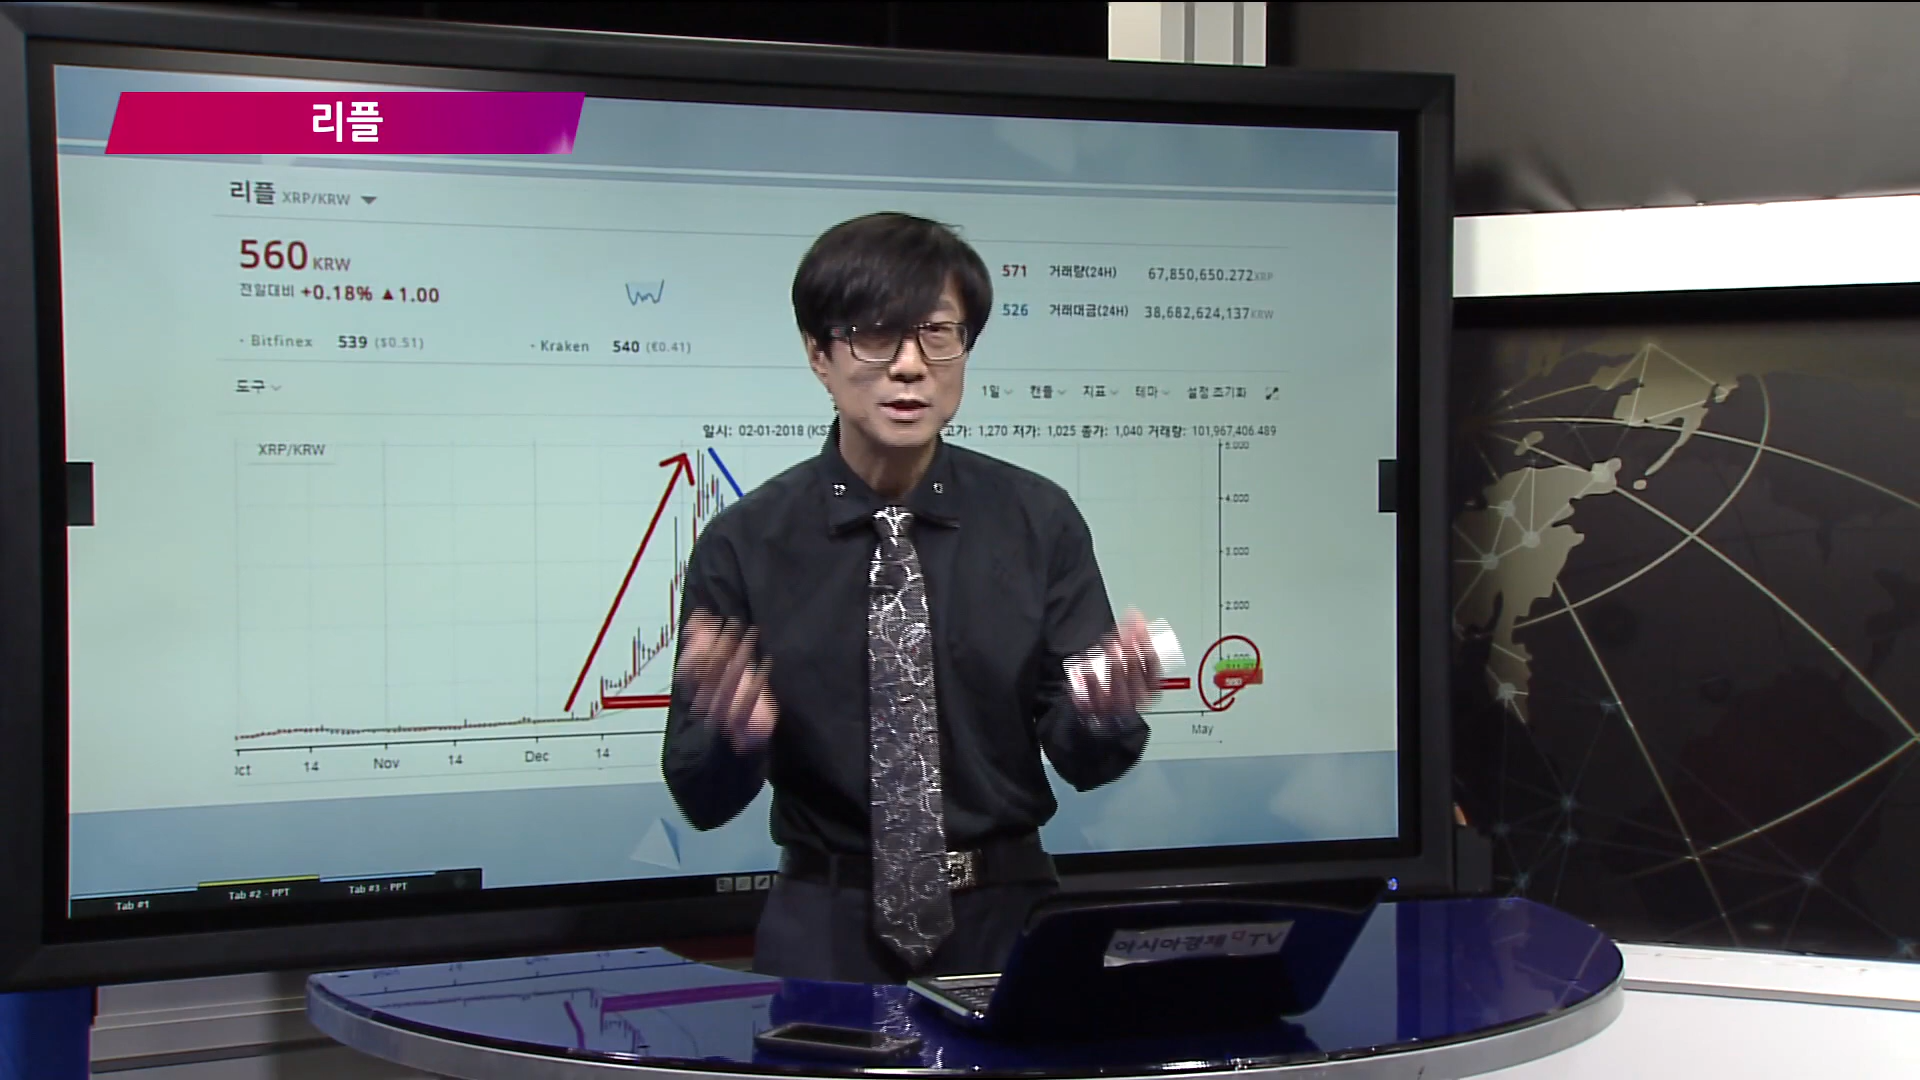 리플
리플 XRP/KRW
560 KRW
전일대비 +0.18% ▲1.00
571 거래량(24H) 67,850,650.272 XRP
526 거래대금(24H) 38,682,624,137 KRW
- Bitfinex 539 ($0.51) - Kraken 540 (€0.41)
도구 1일 캔들 지표 테마 설정 초기화
일시: 02-01-2018 (KS 고가: 1,270 저가: 1,025 종가: 1,040 거래량: 101,967,406.489
XRP/KRW
5.000
4.000
3.000
2.000
560
14 Nov 14 Dec 14 May
Tab #1 Tab #2 - PPT Tab #3 - PPT
아시아경제 TV